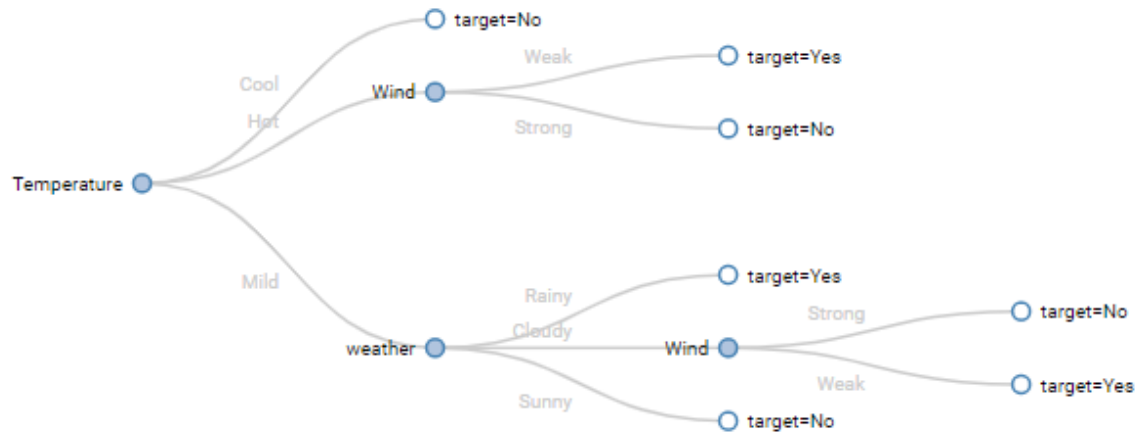 target=No
Weak
target=Yes
Cool
Wind
Hot
Strong
target=No
Temperature
Mild
Rainy
target=Yes
Strong
target=No
Cloudy
weather
Wind
Weak
target=Yes
Sunny
target=No